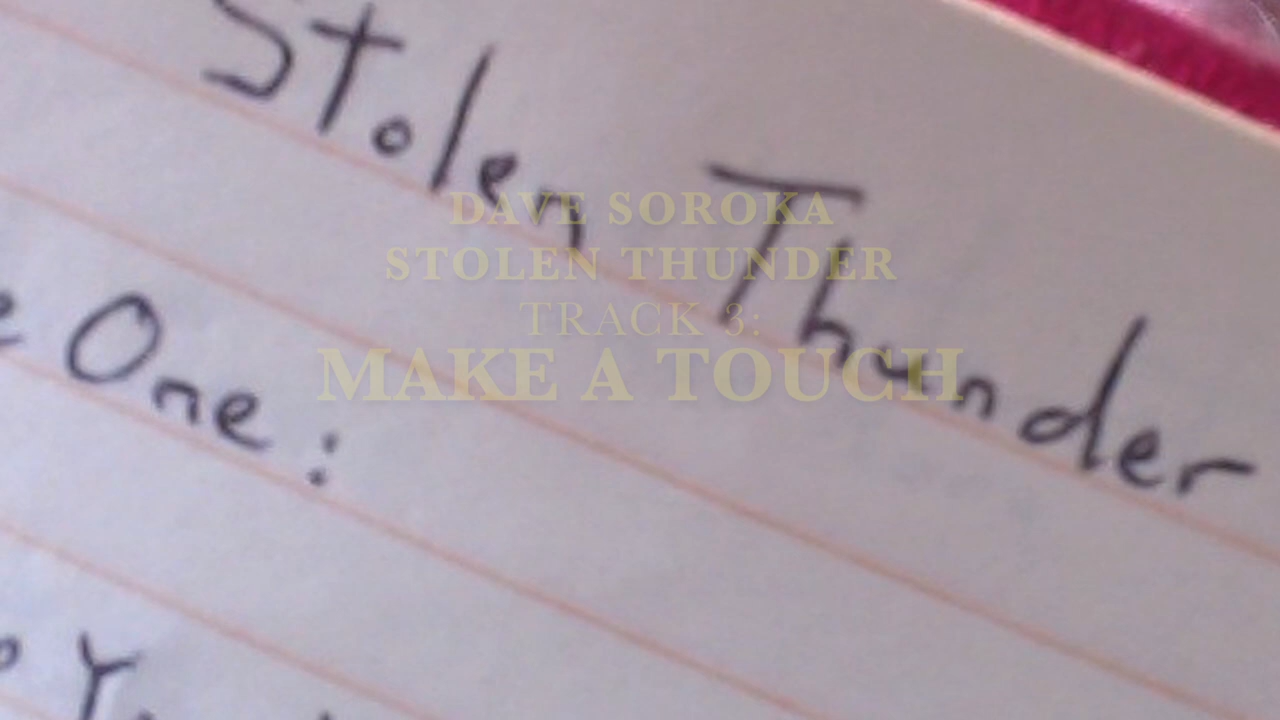 Stolen Thunder
DAVE SOROKA
STOLEN THUNDER
TRACK 3:
MAKE A TOUCH
One: